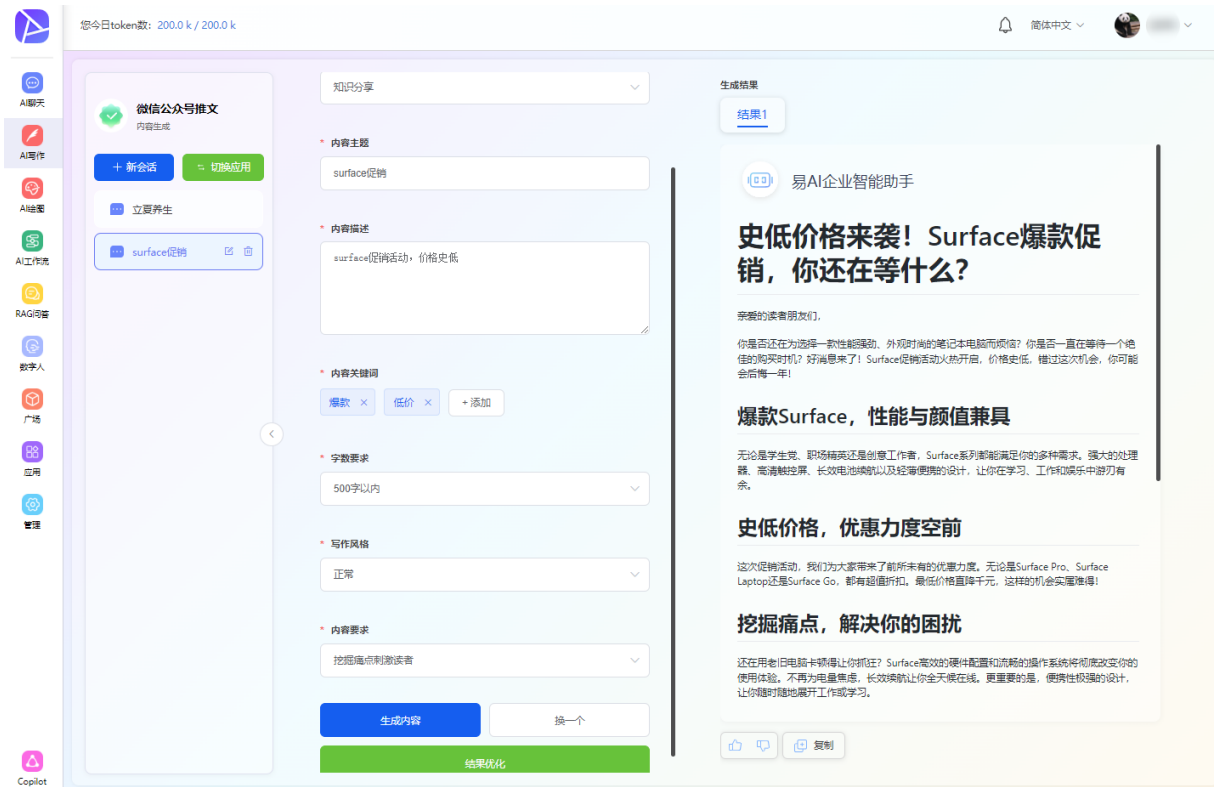 您今日token数：200.0 k / 200.0 k
简体中文
AI聊天
AI写作
AI绘图
AI工作流
RAG问答
数字人
广场
应用
管理
Copilot
微信公众号推文
内容生成
+ 新会话
切换应用
立夏养生
surface促销
知识分享
* 内容主题
surface促销
* 内容描述
surface促销活动，价格史低
* 内容关键词
爆款 ×
低价 ×
+ 添加
* 字数要求
500字以内
* 写作风格
正常
* 内容要求
挖掘痛点刺激读者
生成内容
换一个
结果优化
生成结果
结果1
易AI企业智能助手
史低价格来袭！Surface爆款促
销，你还在等什么？
亲爱的读者朋友们，
你是否还在为选择一款性能强劲、外观时尚的笔记本电脑而烦恼？你是否一直在等待一个绝
佳的购买时机？好消息来了！Surface促销活动火热开启，价格史低，错过这次机会，你可能
会后悔一年！
爆款Surface，性能与颜值兼具
无论是学生党、职场精英还是创意工作者，Surface系列都能满足你的多种需求。强大的处理
器、高清触控屏、长效电池续航以及轻薄便携的设计，让你在学习、工作和娱乐中游刃有
余。
史低价格，优惠力度空前
这次促销活动，我们为大家带来了前所未有的优惠力度。无论是Surface Pro、Surface
Laptop还是Surface Go，都有超值折扣。最低价格直降千元，这样的机会实属难得！
挖掘痛点，解决你的困扰
还在用老旧电脑卡顿得让你抓狂？Surface高效的硬件配置和流畅的操作系统将彻底改变你的
使用体验。不再为电量焦虑，长效续航让你全天候在线。更重要的是，便携性极强的设计，
让你随时随地展开工作或学习。
复制